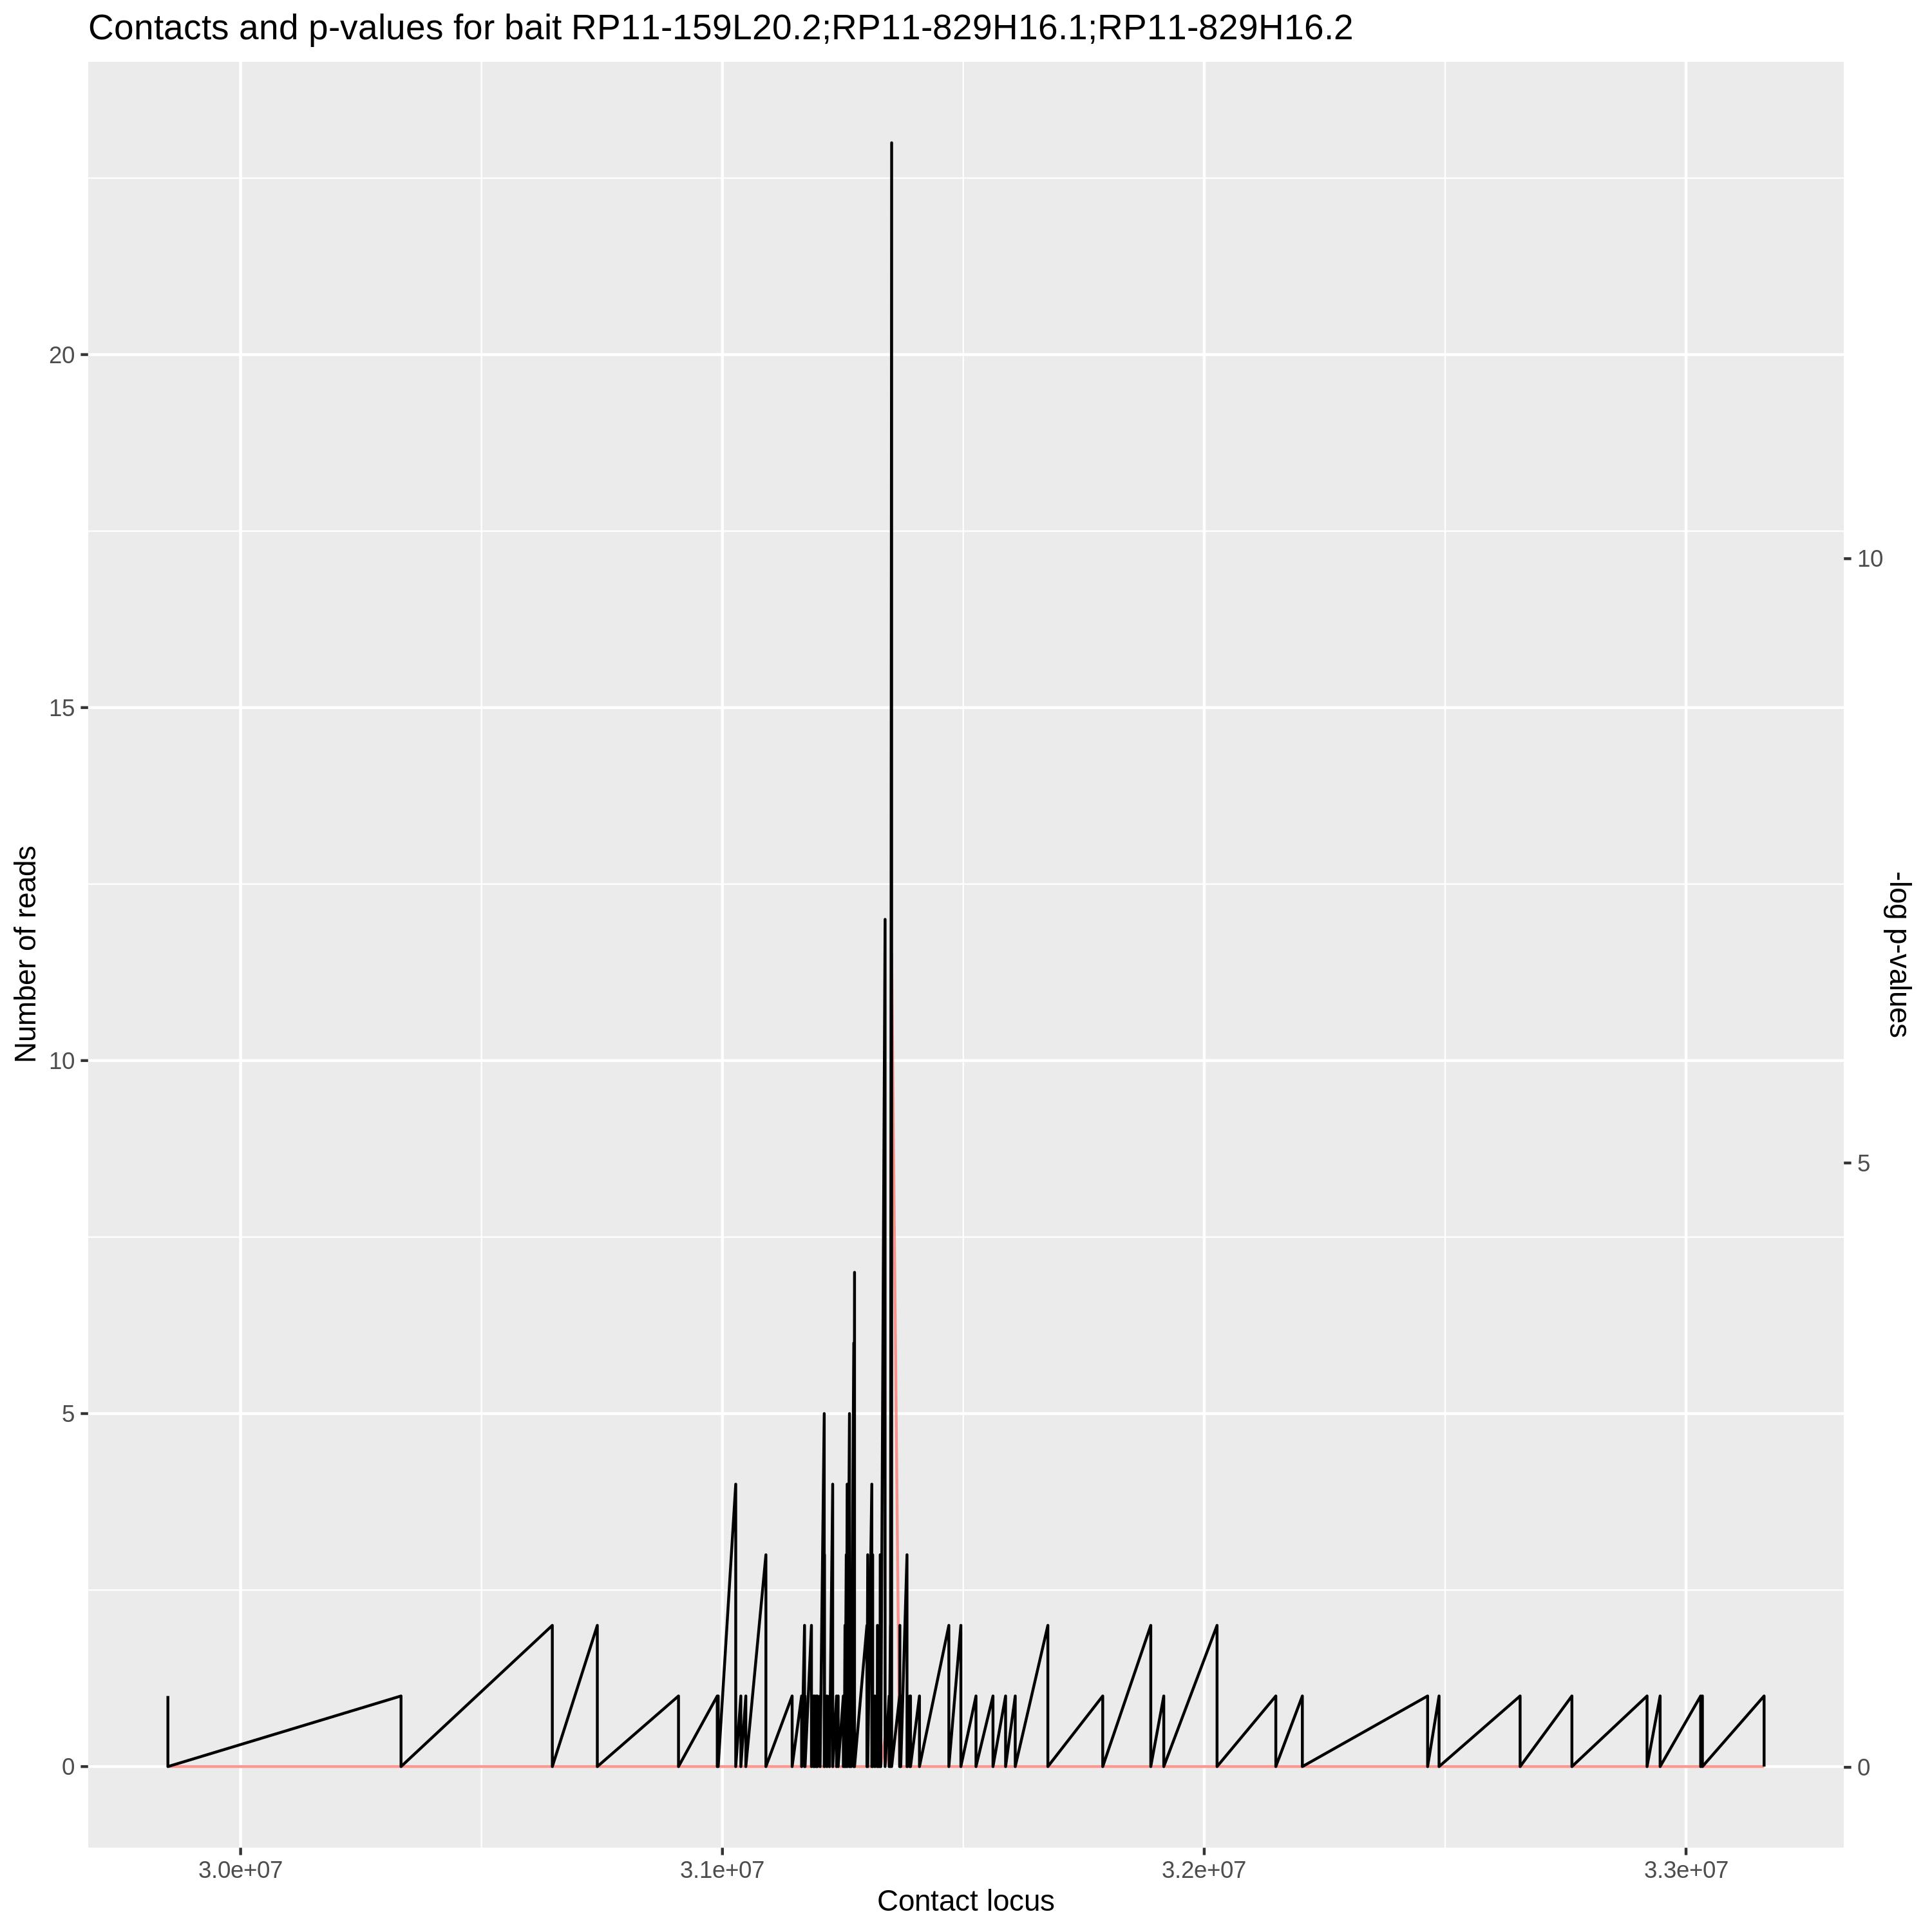 Contacts and p-values for bait RP11-159L20.2;RP11-829H16.1;RP11-829H16.2
Number of reads
20
15
10
5
0
10
5
0
-log p-values
3.0e+07
3.1e+07
3.2e+07
3.3e+07
Contact locus